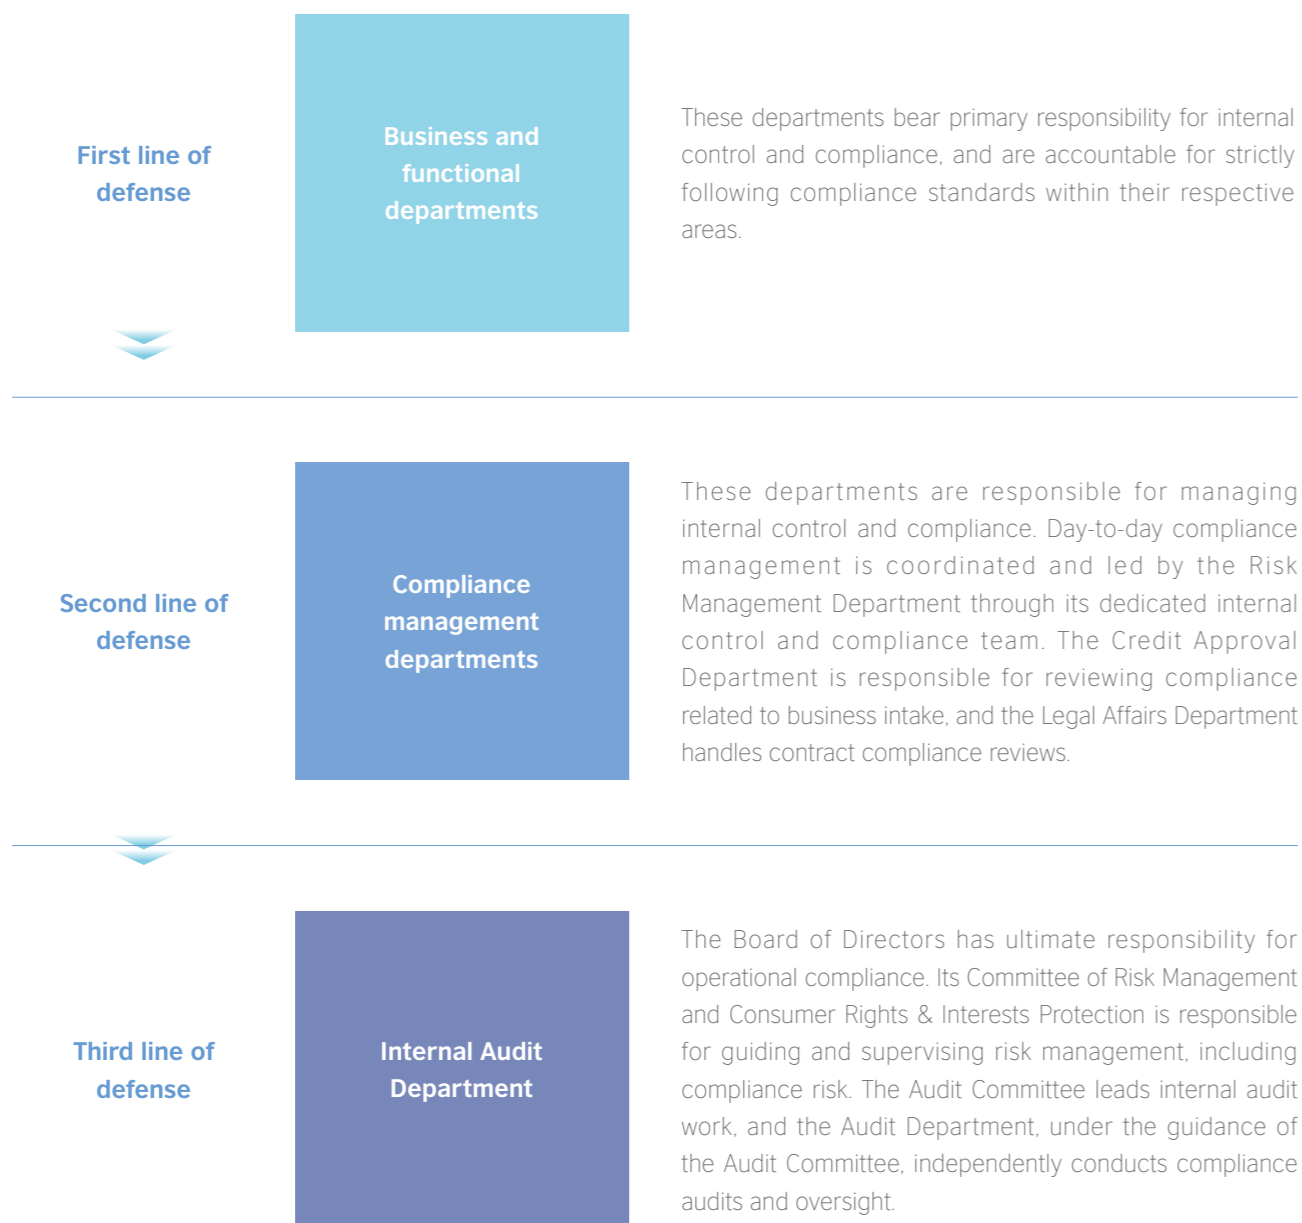 First line of
defense
Business and
functional
departments
These departments bear primary responsibility for internal
control and compliance, and are accountable for strictly
following compliance standards within their respective
areas.
Second line of
defense
Compliance
management
departments
These departments are responsible for managing
internal control and compliance. Day-to-day compliance
management is coordinated and led by the Risk
Management Department through its dedicated internal
control and compliance team. The Credit Approval
Department is responsible for reviewing compliance
related to business intake, and the Legal Affairs Department
handles contract compliance reviews.
Third line of
defense
Internal Audit
Department
The Board of Directors has ultimate responsibility for
operational compliance. Its Committee of Risk Management
and Consumer Rights & Interests Protection is responsible
for guiding and supervising risk management, including
compliance risk. The Audit Committee leads internal audit
work, and the Audit Department, under the guidance of
the Audit Committee, independently conducts compliance
audits and oversight.